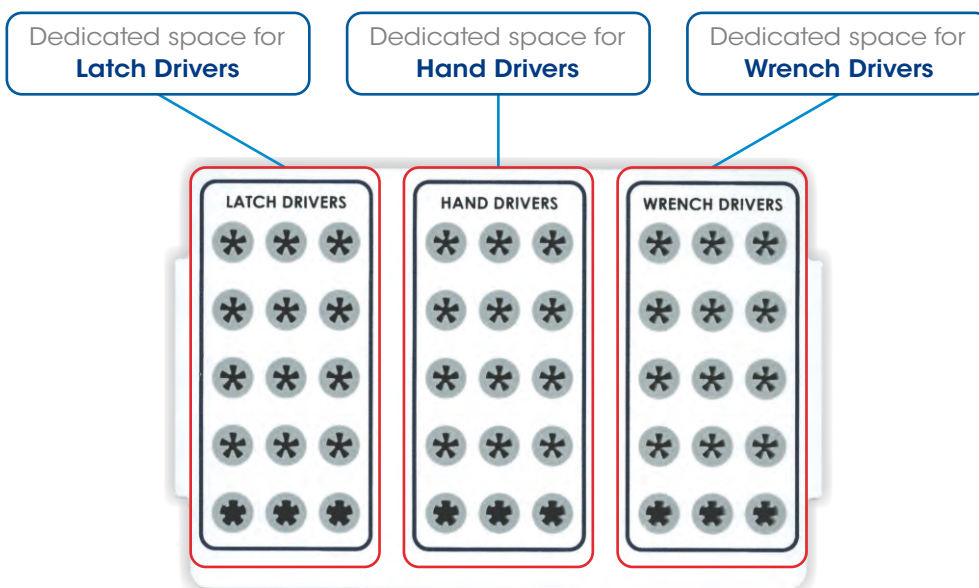 Dedicated space for
Latch Drivers
Dedicated space for
Hand Drivers
Dedicated space for
Wrench Drivers
LATCH DRIVERS
HAND DRIVERS
WRENCH DRIVERS